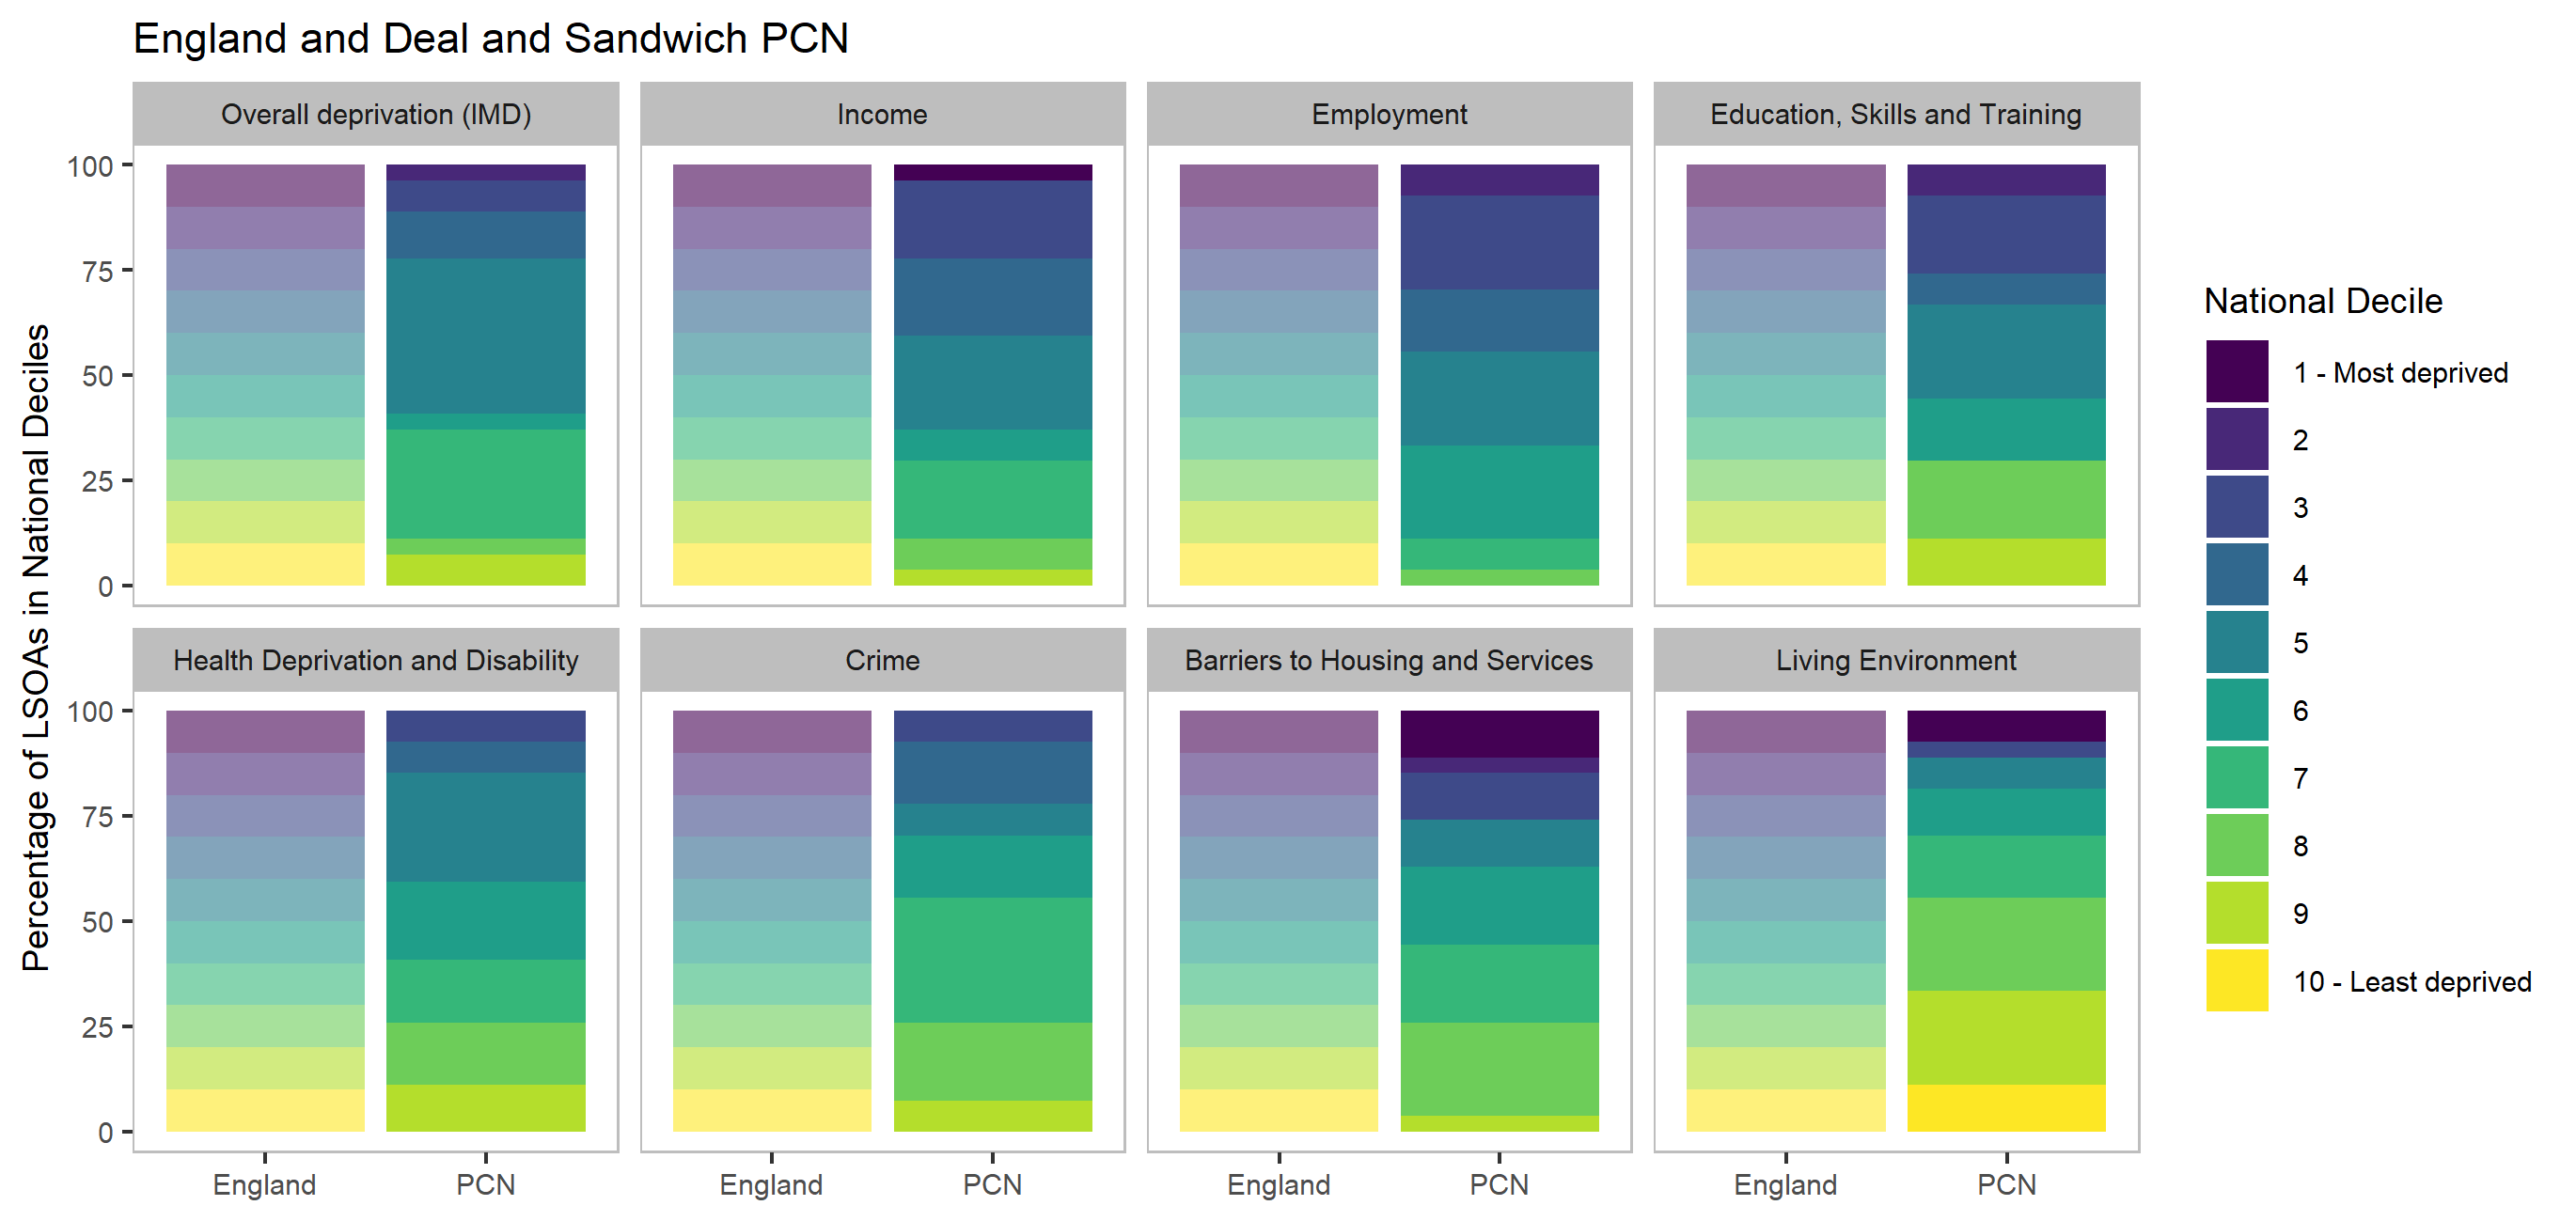 England and Deal and Sandwich PCN
Overall deprivation (IMD)
Income
Employment
Education, Skills and Training
100
75
50
25
0
Health Deprivation and Disability
Crime
Barriers to Housing and Services
Living Environment
100
75
50
25
0
England
PCN
England
PCN
England
PCN
England
PCN
Percentage of LSOAs in National Deciles
National Decile
1 - Most deprived
2
3
4
5
6
7
8
9
10 - Least deprived